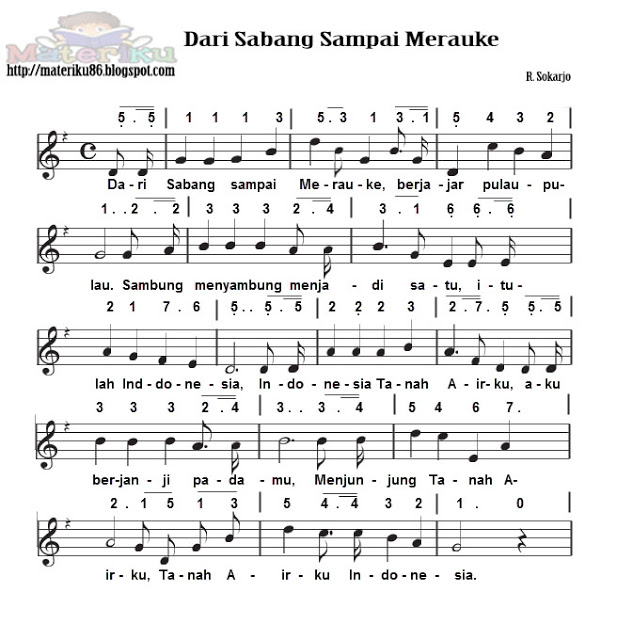 Materiku
http://materiku86.blogspot.com
Dari Sabang Sampai Merauke
R. Sokarjo
5 . 5 | 1 1 1 3 | 5 . 3 1 3 . 1 | 5 4 3 2 |
Da - ri Sabang sampai Me - rau - ke, berja - jar pulau - pu-
1 . . 2 . 2 | 3 3 3 2 . 4 | 3 . 1 6 . 6 . 6 |
lau. Sambung menyambung menja - di sa - tu, i - tu-
2 1 7 . 6 | 5 . . 5 . 5 | 2 2 2 3 | 2 . 7 . 5 5 . 5 |
lah Ind - do - ne - sia, In - do - ne - sia Ta - nah A - irku, aku
3 3 3 2 . 4 | 3 . . 3 . 4 | 5 4 6 7 . |
ber - jan - ji pa - da - mu, Menjun - jung Ta - nah A -
2 . 1 5 1 3 | 5 4 . 4 3 2 | 1 . 0 |
ir - ku, Ta - nah A - ir - ku In - do - ne - sia.